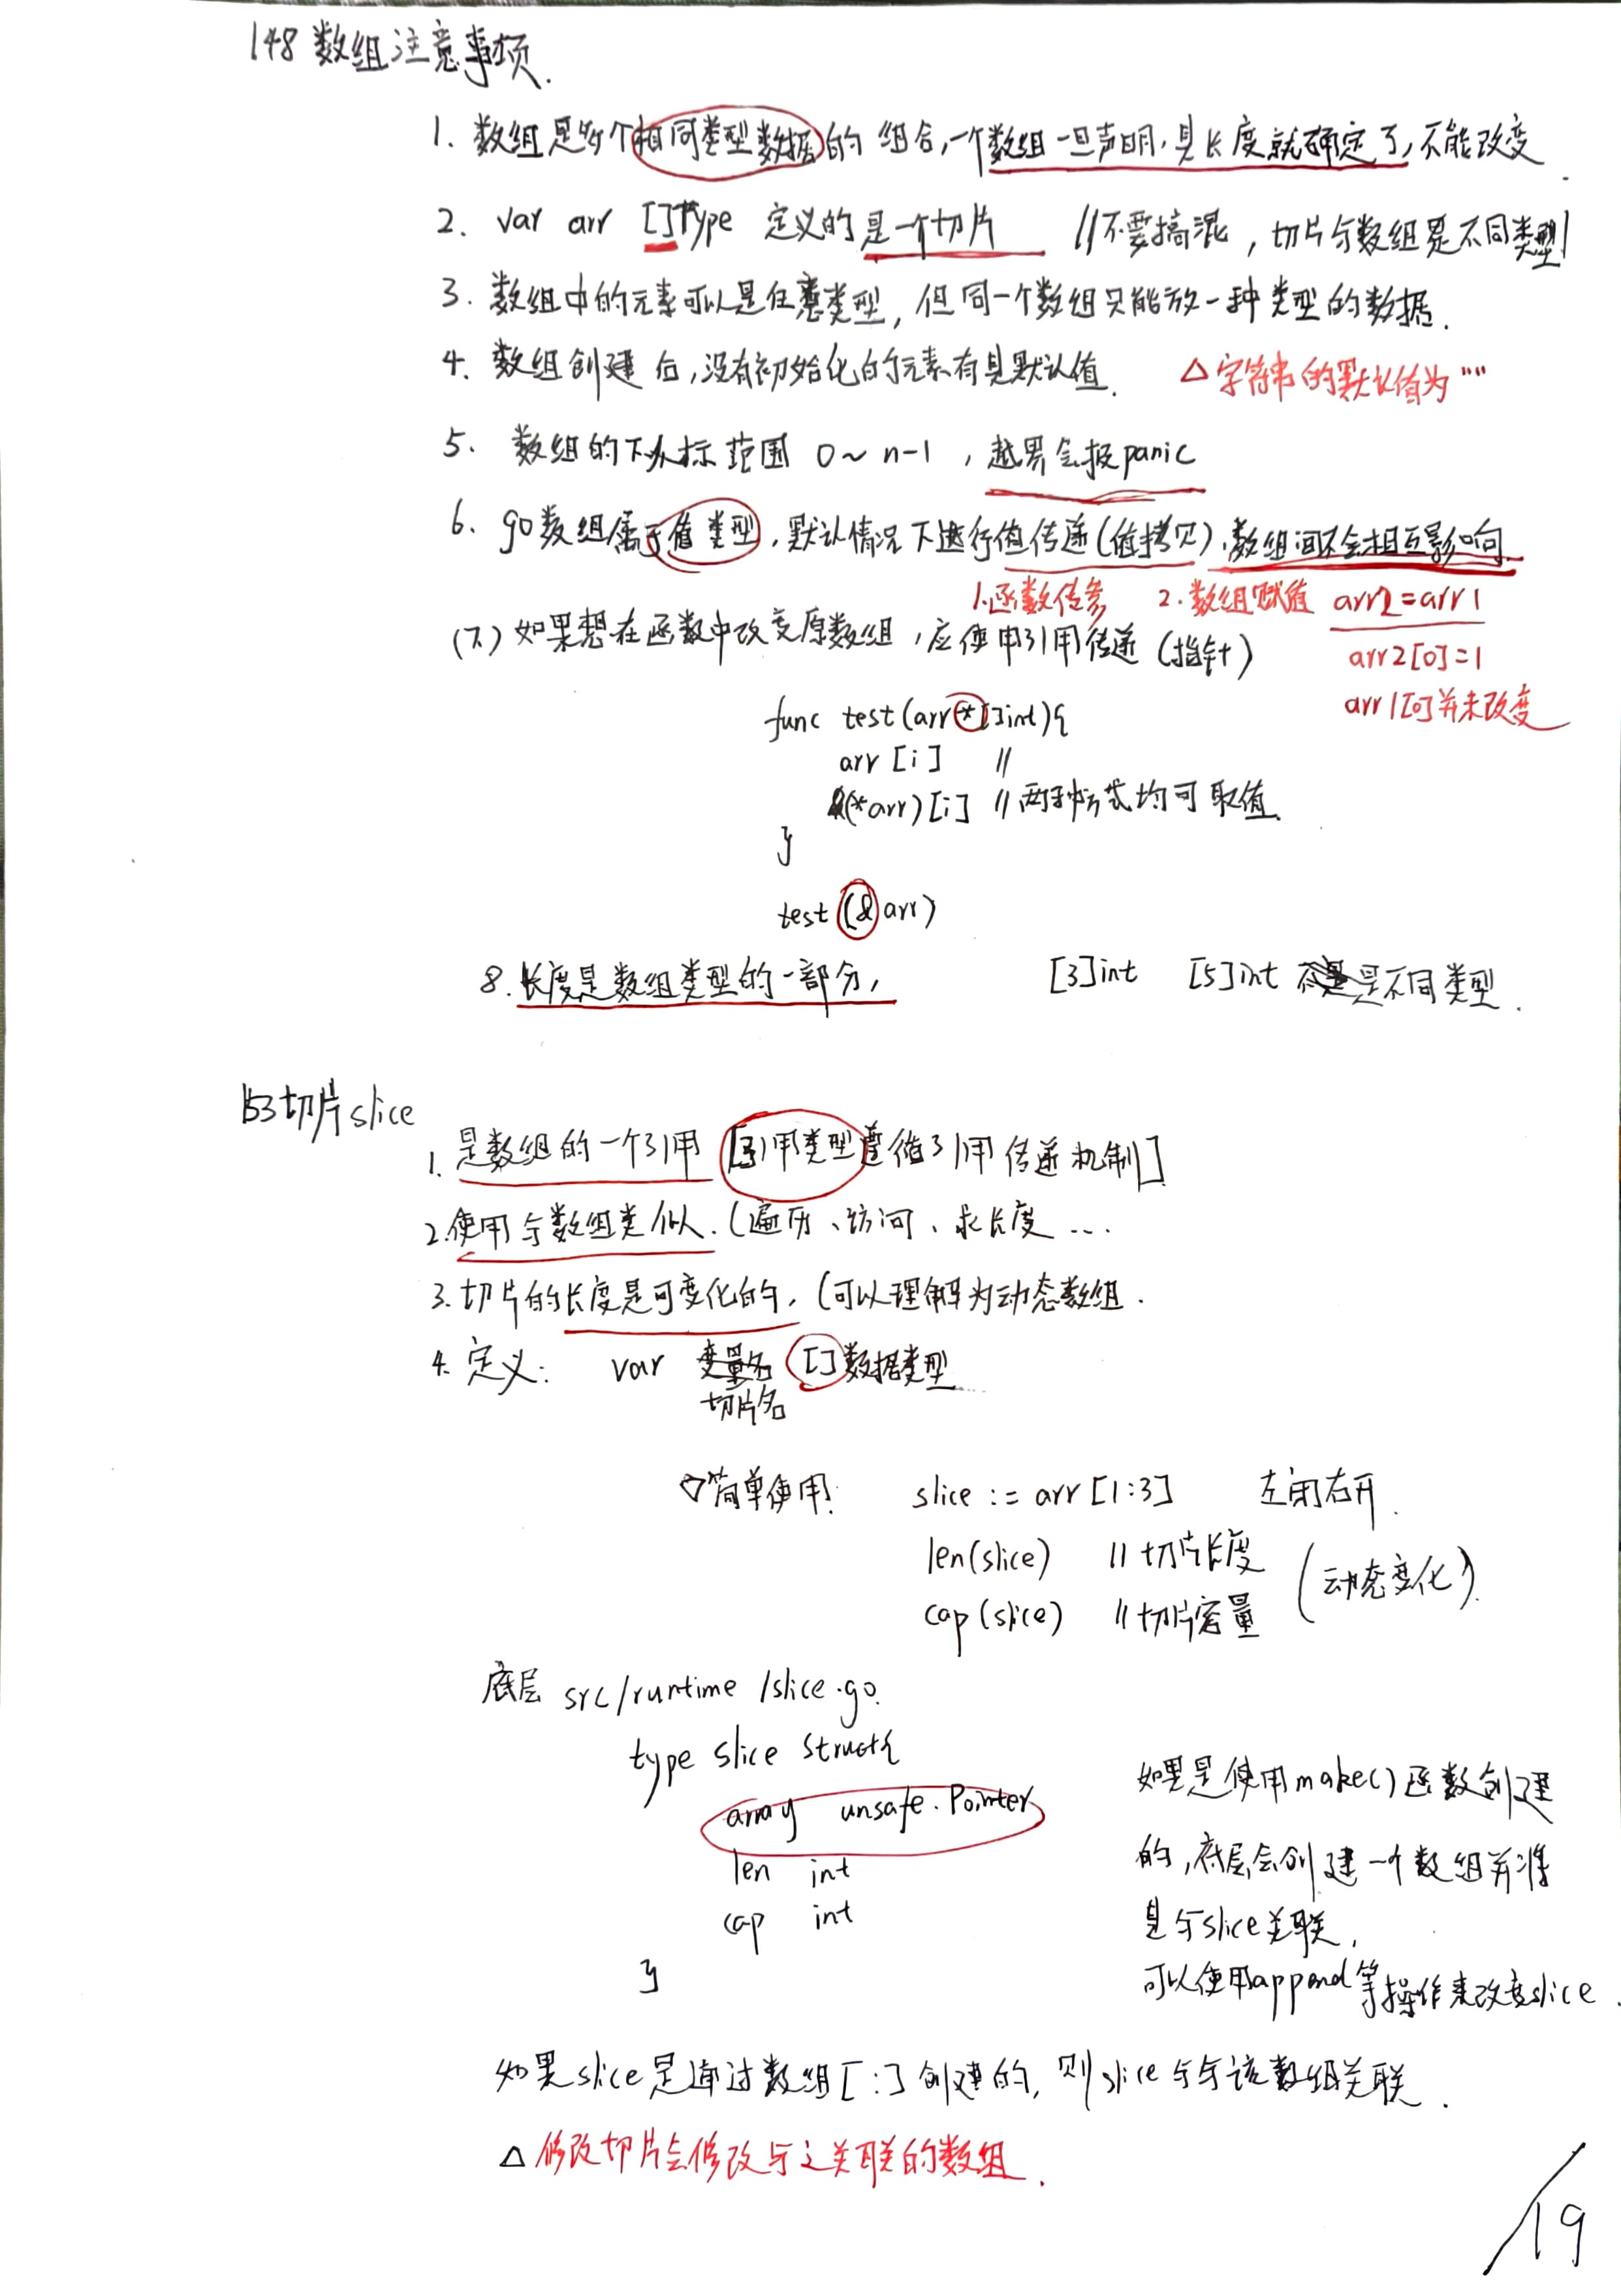 148 数组注意事项.
1. 数组是多个相同类型数据的 组合,一个数组一旦声明,其长度就确定了,不能改变
2. var arr []Type 定义的是一个切片 //不要搞混,切片与数组是不同类型
3. 数组中的元素可以是任意类型,但同一个数组只能放一种类型的数据.
4. 数组创建后,没有初始化的元素有其默认值. △字符串的默认值为""
5. 数组的下标范围 0~n-1,越界会报panic
6. go数组属于值类型,默认情况下进行值传递(值拷贝),数组间不会相互影响
1.函数传参 2.数组赋值 arr2=arr1
(7.) 如果想在函数中改变原数组,应使用引用传递(指针) arr2[0]=1
func test(arr *[]int){ arr1[0]并未改变
arr[i] //
(*arr)[i] //两种形式均可取值.
}
test(&arr)
8. 长度是数组类型的一部分, [3]int [5]int 是不同类型.
153 切片slice
1. 是数组的一个引用 [引用类型遵循引用传递机制]
2. 使用与数组类似.(遍历、访问、求长度 ...
3. 切片的长度是可变化的,(可以理解为动态数组.
4. 定义: var 变量名 []数据类型
切片名
简单使用: slice := arr[1:3] 左闭右开.
len(slice) //切片长度
(动态变化)
cap(slice) //切片容量
底层 src/runtime/slice.go.
type slice struct{
array unsafe.Pointer
len int
cap int
}
如果是使用make()函数创建
的,底层会创建一个数组并将
其与slice关联,
可以使用append等操作来改变slice.
如果slice是通过数组[:]创建的,则slice与与该数组关联.
△ 修改切片会修改与之关联的数组.
19